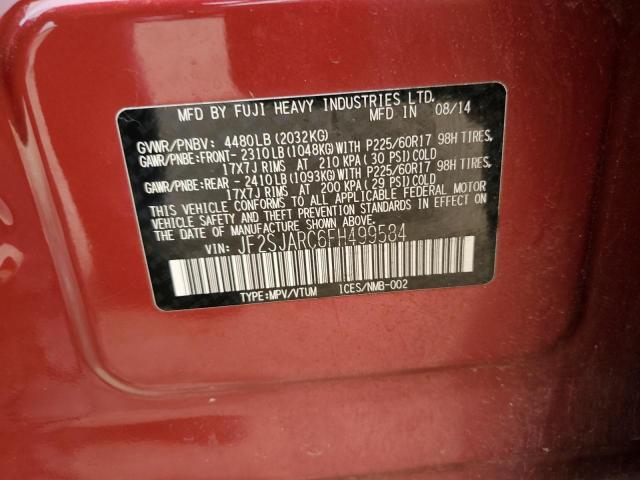 MFD BY FUJI HEAVY INDUSTRIES LTD. MFD IN 08/14
GVWR/PNBV: 4480LB (2032KG)
GAWR/PNBE:FRONT- 2310LB (1048KG)WITH P225/60R17 98H TIRES,
17X7J RIMS AT 210 KPA (30 PSI)COLD
GAWR/PNBE:REAR - 2410LB (1093KG)WITH P225/60R17 98H TIRES,
17X7J RIMS AT 200 KPA (29 PSI)COLD
THIS VEHICLE CONFORMS TO ALL APPLICABLE FEDERAL MOTOR
VEHICLE SAFETY AND THEFT PREVENTION STANDARDS IN EFFECT ON
THE DATE OF MANUFACTURE SHOWN ABOVE.
VIN: JF2SJARC6FH499584
TYPE:MPV/VTUM ICES/NMB-002